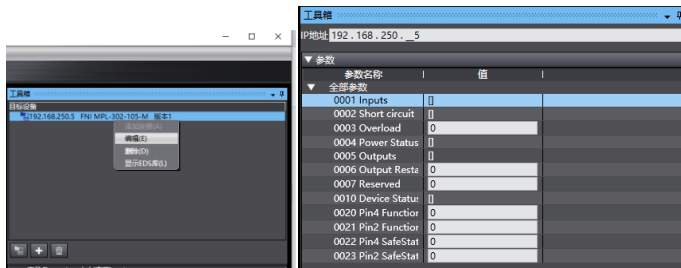 工具箱
目标设备
192.168.250.5 FNI MPL-302-105-M 版本1
编辑(E)
删除(D)
显示EDS库(L)
工具箱
IP地址 192 . 168 . 250 . __5
▼ 参数
参数名称 值
▼ 全部参数
0001 Inputs []
0002 Short circuit []
0003 Overload 0
0004 Power Status []
0005 Outputs []
0006 Output Resta 0
0007 Reserved 0
0010 Device Status []
0020 Pin4 Function 0
0021 Pin2 Function 0
0022 Pin4 SafeStat 0
0023 Pin2 SafeStat 0